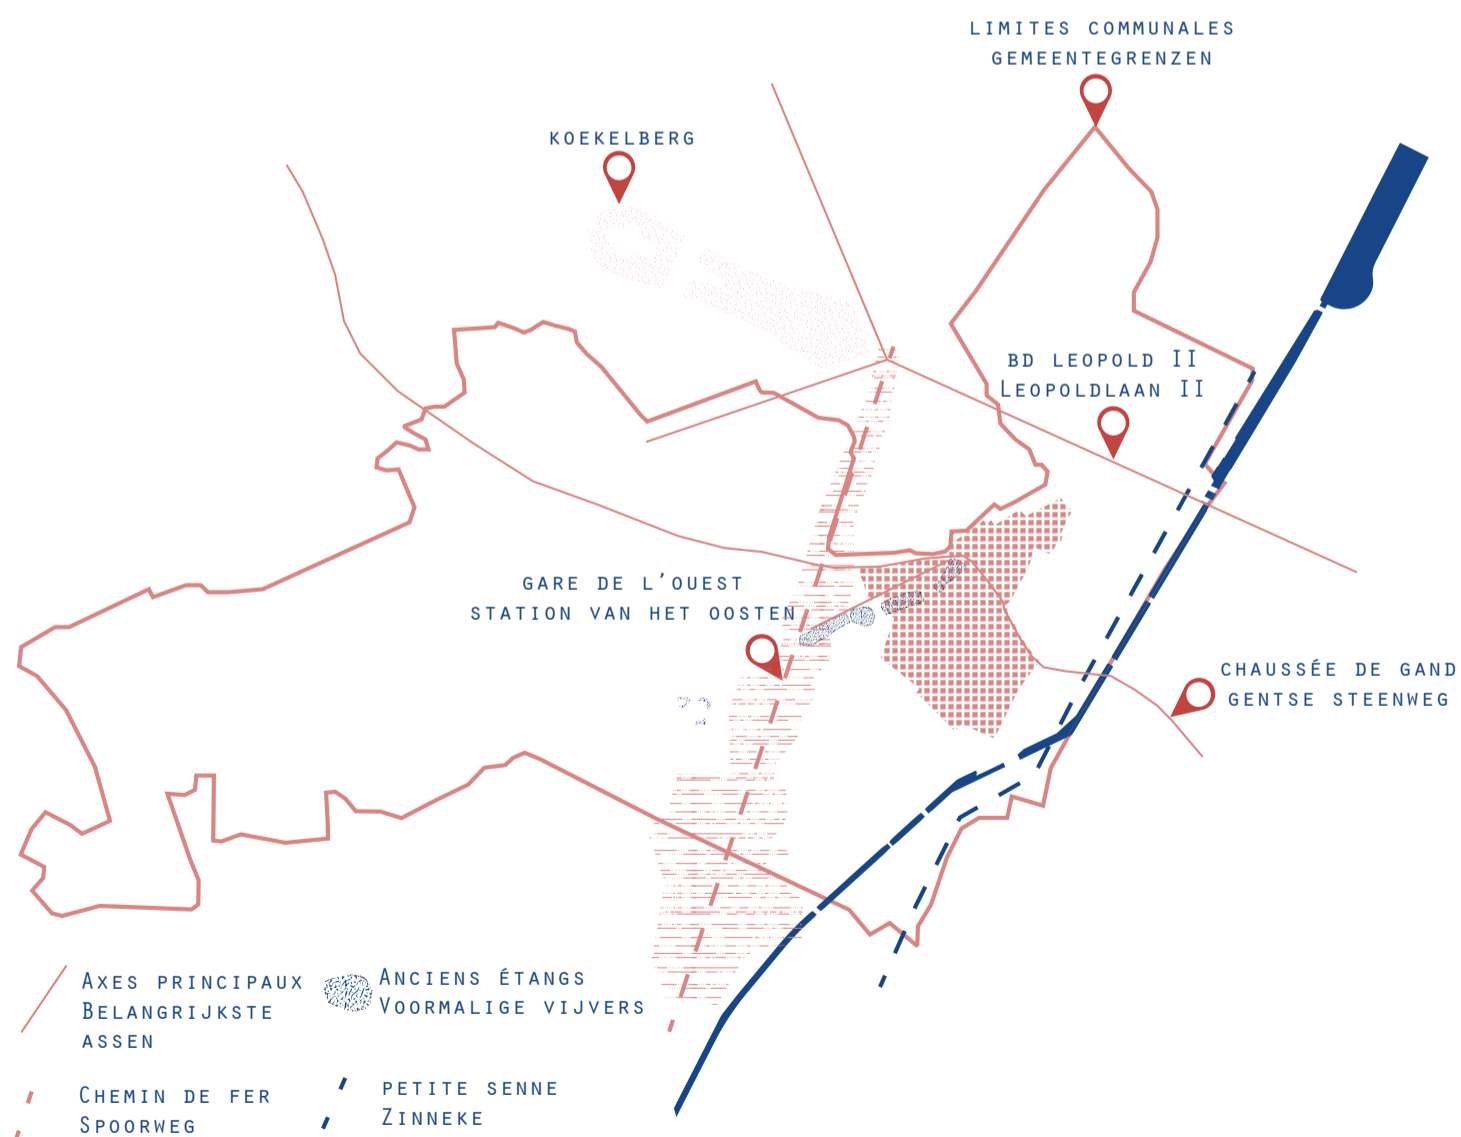 LIMITES COMMUNALES
GEMEENTEGRENZEN
KOEKELBERG
BD LEOPOLD II
LEOPOLDLAAN II
GARE DE L'OUEST
STATION VAN HET OOSTEN
CHAUSSÉE DE GAND
GENTSE STEENWEG
AXES PRINCIPAUX
BELANGRIJKSTE
ASSEN
ANCIENS ÉTANGS
VOORMALIGE VIJVERS
CHEMIN DE FER
SPOORWEG
PETITE SENNE
ZINNEKE